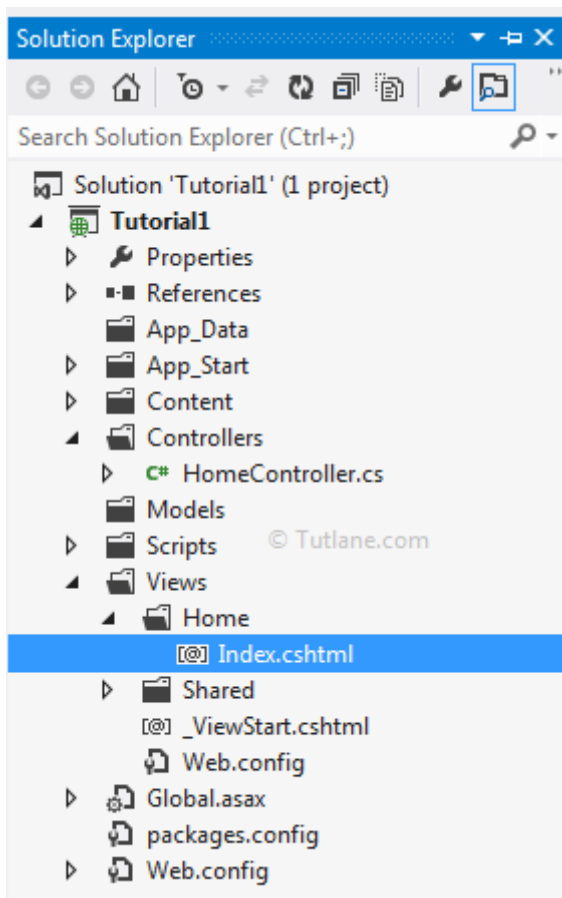 Solution Explorer
Search Solution Explorer (Ctrl+;)
Solution 'Tutorial1' (1 project)
Tutorial1
Properties
References
App_Data
App_Start
Content
Controllers
C# HomeController.cs
Models
Scripts
© Tutlane.com
Views
Home
[@] Index.cshtml
Shared
[@] _ViewStart.cshtml
Web.config
Global.asax
packages.config
Web.config